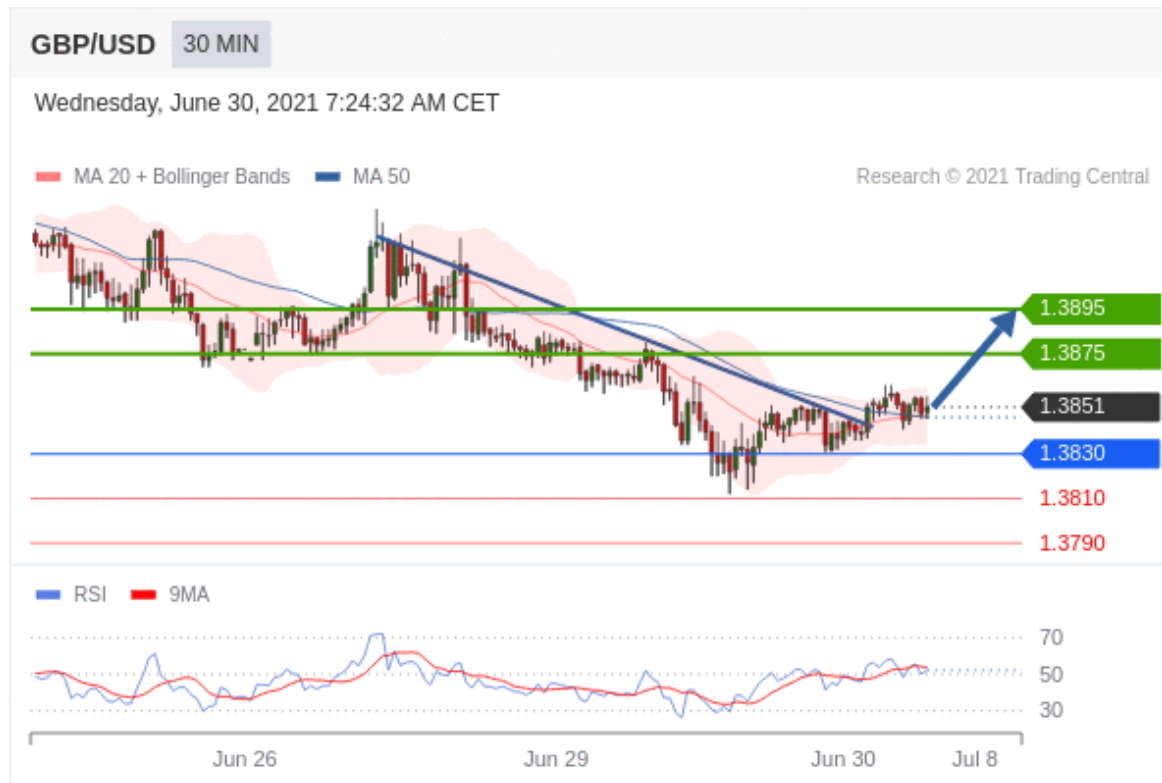 GBP/USD 30 MIN
Wednesday, June 30, 2021 7:24:32 AM CET
MA 20 + Bollinger Bands MA 50 Research © 2021 Trading Central
1.3895
1.3875
1.3851
1.3830
1.3810
1.3790
RSI 9MA
70
50
30
Jun 26 Jun 29 Jun 30 Jul 8